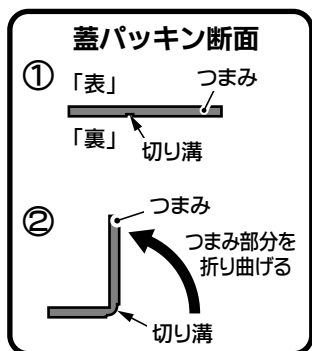 蓋パッキン断面
① 「表」 つまみ
「裏」 切り溝
② つまみ
つまみ部分を
折り曲げる
切り溝